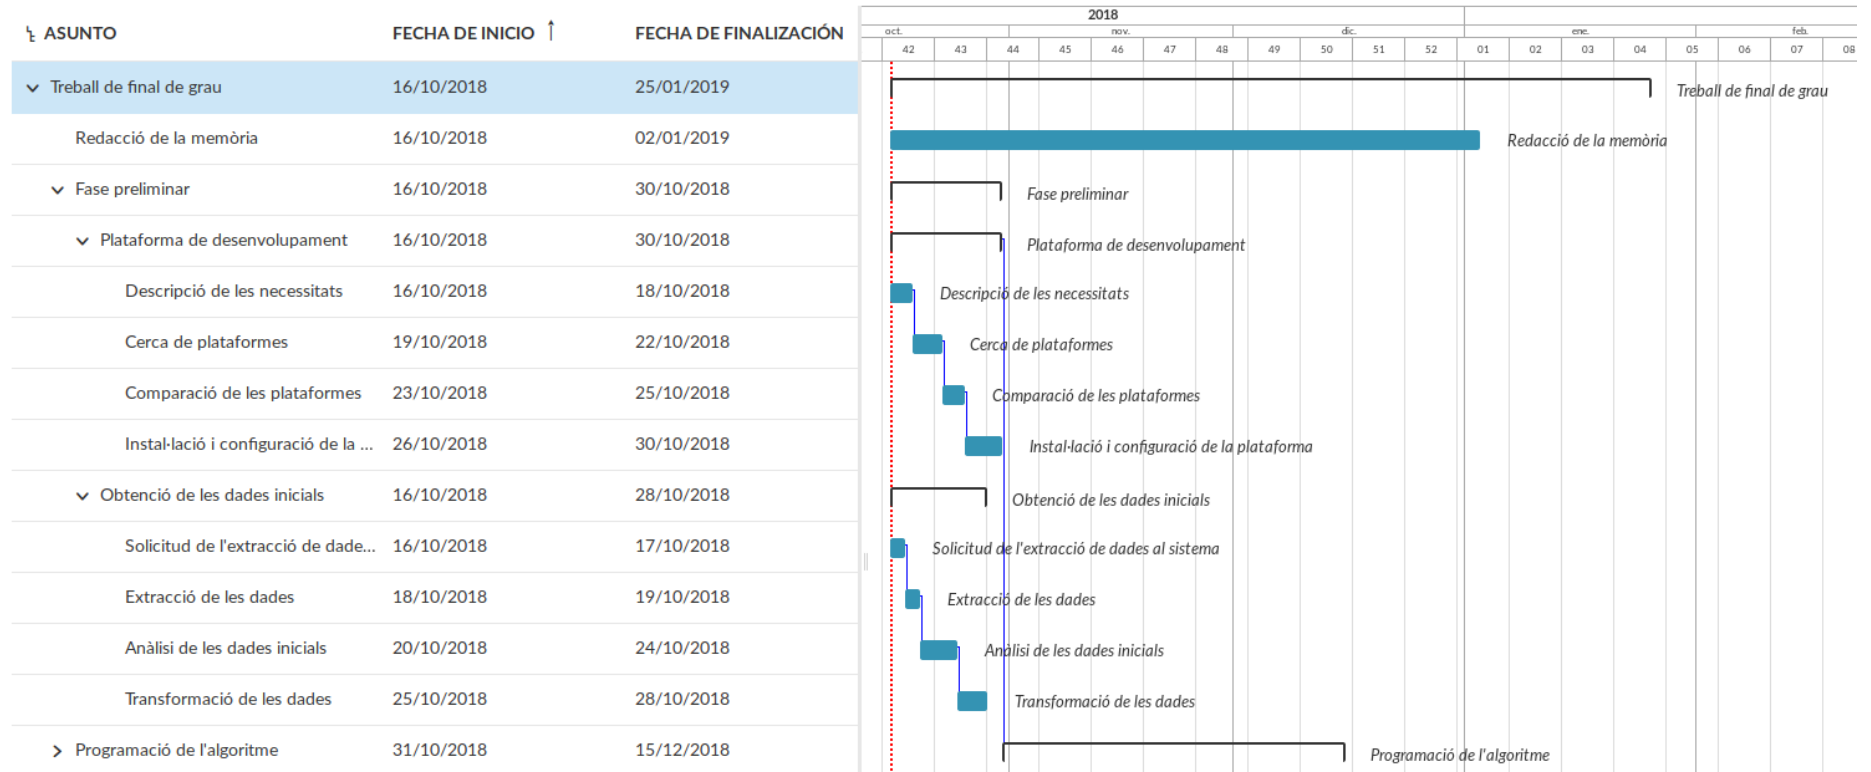 ASUNTO FECHA DE INICIO FECHA DE FINALIZACIÓN
2018
oct. nov. dic. ene. feb.
42 43 44 45 46 47 48 49 50 51 52 01 02 03 04 05 06 07 08
Treball de final de grau 16/10/2018 25/01/2019 Treball de final de grau
Redacció de la memòria 16/10/2018 02/01/2019 Redacció de la memòria
Fase preliminar 16/10/2018 30/10/2018 Fase preliminar
Plataforma de desenvolupament 16/10/2018 30/10/2018 Plataforma de desenvolupament
Descripció de les necessitats 16/10/2018 18/10/2018 Descripció de les necessitats
Cerca de plataformes 19/10/2018 22/10/2018 Cerca de plataformes
Comparació de les plataformes 23/10/2018 25/10/2018 Comparació de les plataformes
Instal·lació i configuració de la ... 26/10/2018 30/10/2018 Instal·lació i configuració de la plataforma
Obtenció de les dades inicials 16/10/2018 28/10/2018 Obtenció de les dades inicials
Solicitud de l'extracció de dade... 16/10/2018 17/10/2018 Solicitud de l'extracció de dades al sistema
Extracció de les dades 18/10/2018 19/10/2018 Extracció de les dades
Anàlisi de les dades inicials 20/10/2018 24/10/2018 Anàlisi de les dades inicials
Transformació de les dades 25/10/2018 28/10/2018 Transformació de les dades
Programació de l'algoritme 31/10/2018 15/12/2018 Programació de l'algoritme